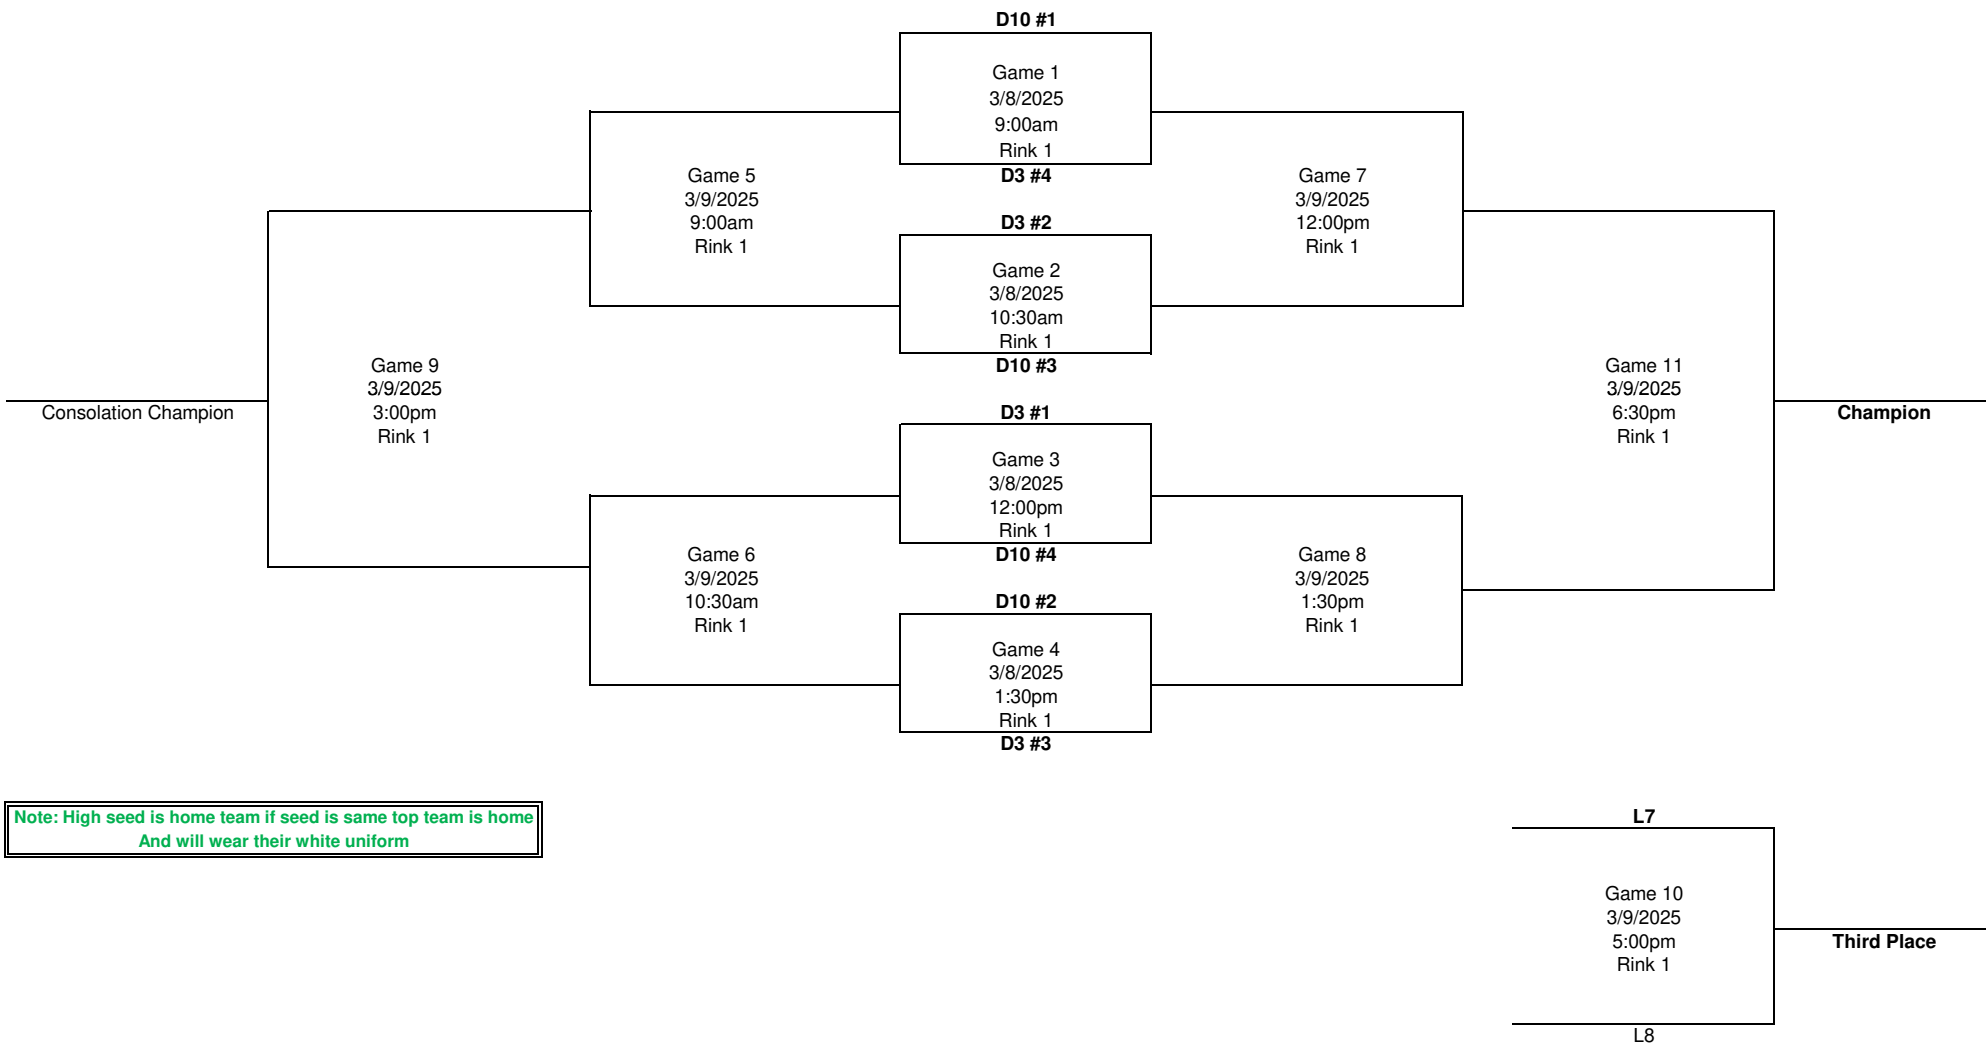 D10 #1
Game 1
3/8/2025
9:00am
Rink 1
D3 #4
Game 5
3/9/2025
9:00am
Rink 1
Game 7
3/9/2025
12:00pm
Rink 1
D3 #2
Game 2
3/8/2025
10:30am
Rink 1
D10 #3
Game 9
3/9/2025
3:00pm
Rink 1
Consolation Champion
Game 11
3/9/2025
6:30pm
Rink 1
Champion
D3 #1
Game 3
3/8/2025
12:00pm
Rink 1
D10 #4
Game 6
3/9/2025
10:30am
Rink 1
Game 8
3/9/2025
1:30pm
Rink 1
D10 #2
Game 4
3/8/2025
1:30pm
Rink 1
D3 #3
Note: High seed is home team if seed is same top team is home
And will wear their white uniform
L7
Game 10
3/9/2025
5:00pm
Rink 1
Third Place
L8